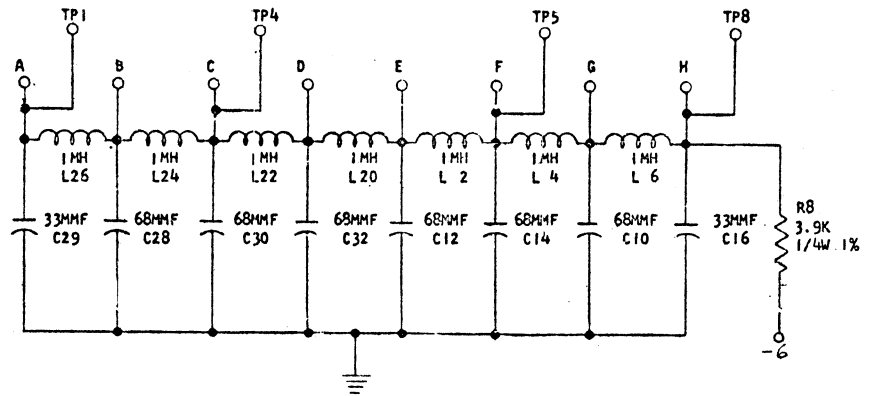 TP1 TP4 TP5 TP8
A B C D E F G H
1MH 1MH 1MH 1MH 1MH 1MH 1MH
L26 L24 L22 L20 L 2 L 4 L 6
33MMF 68MMF 68MMF 68MMF 68MMF 68MMF 68MMF 33MMF
C29 C28 C30 C32 C12 C14 C10 C16
R8
3.9K
1/4W 1%
-6